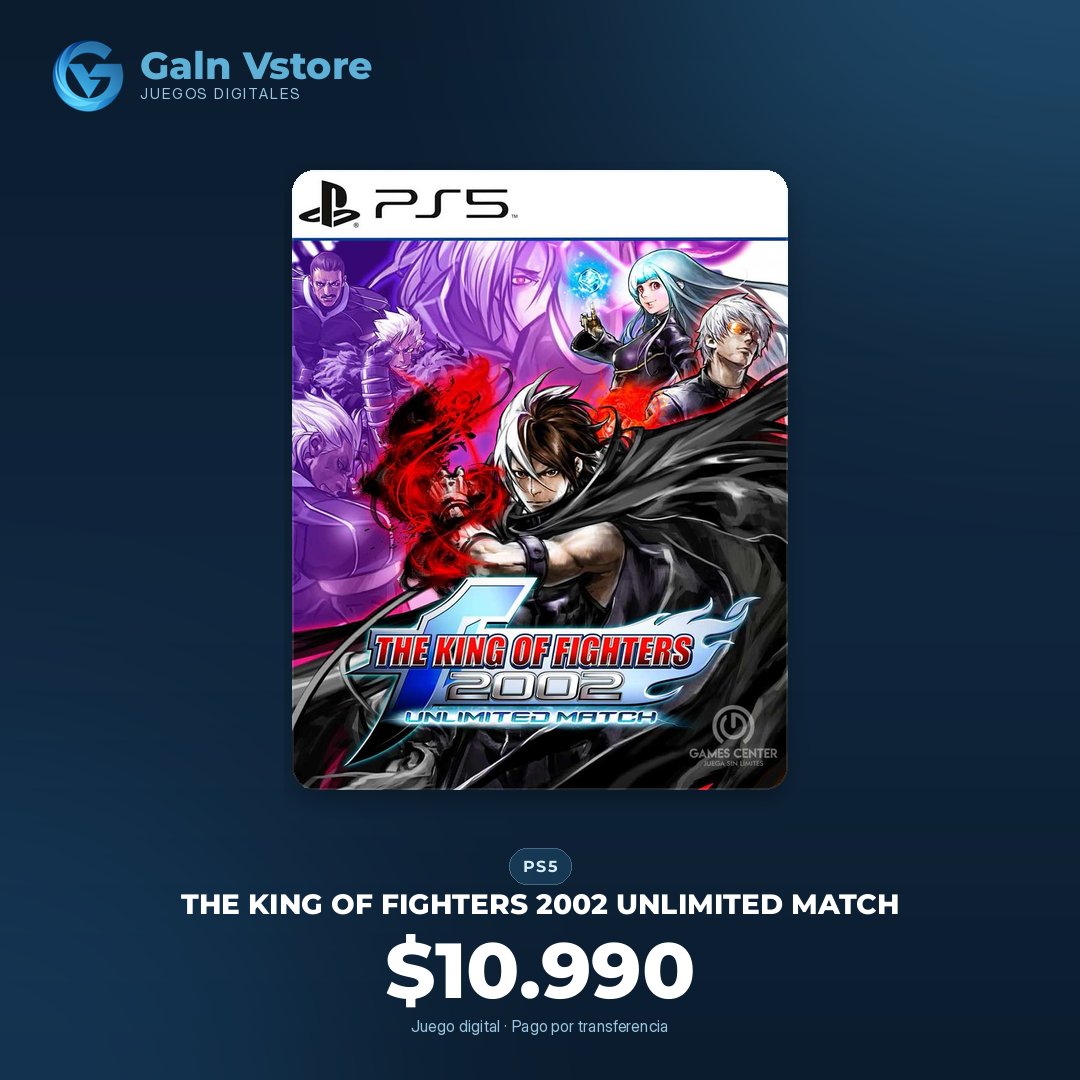 GaIn Vstore
JUEGOS DIGITALES
PS5
THE KING OF FIGHTERS
2002
UNLIMITED MATCH
GAMES CENTER
JUEGA SIN LIMITES
PS5
THE KING OF FIGHTERS 2002 UNLIMITED MATCH
$10.990
Juego digital · Pago por transferencia